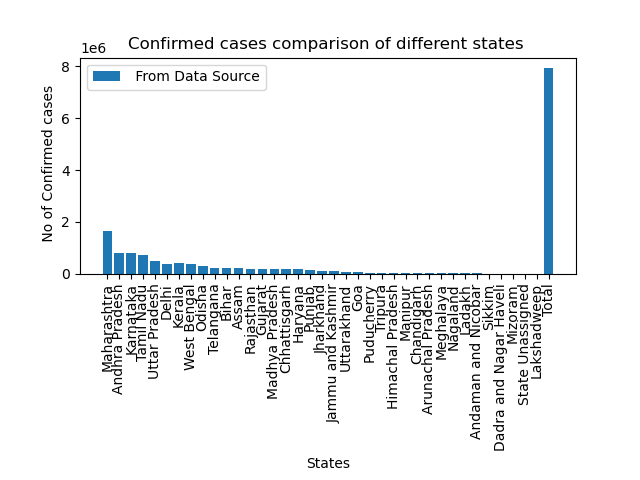 Confirmed cases comparison of different states
1e6
From Data Source
8
6
4
2
0
No of Confirmed cases
Maharashtra
Andhra Pradesh
Karnataka
Tamil Nadu
Uttar Pradesh
Delhi
Kerala
West Bengal
Odisha
Telangana
Bihar
Assam
Rajasthan
Gujarat
Madhya Pradesh
Chhattisgarh
Haryana
Punjab
Jharkhand
Jammu and Kashmir
Uttarakhand
Goa
Puducherry
Tripura
Himachal Pradesh
Manipur
Chandigarh
Arunachal Pradesh
Meghalaya
Nagaland
Ladakh
Andaman and Nicobar
Sikkim
Dadra and Nagar Haveli
Mizoram
State Unassigned
Lakshadweep
Total
States